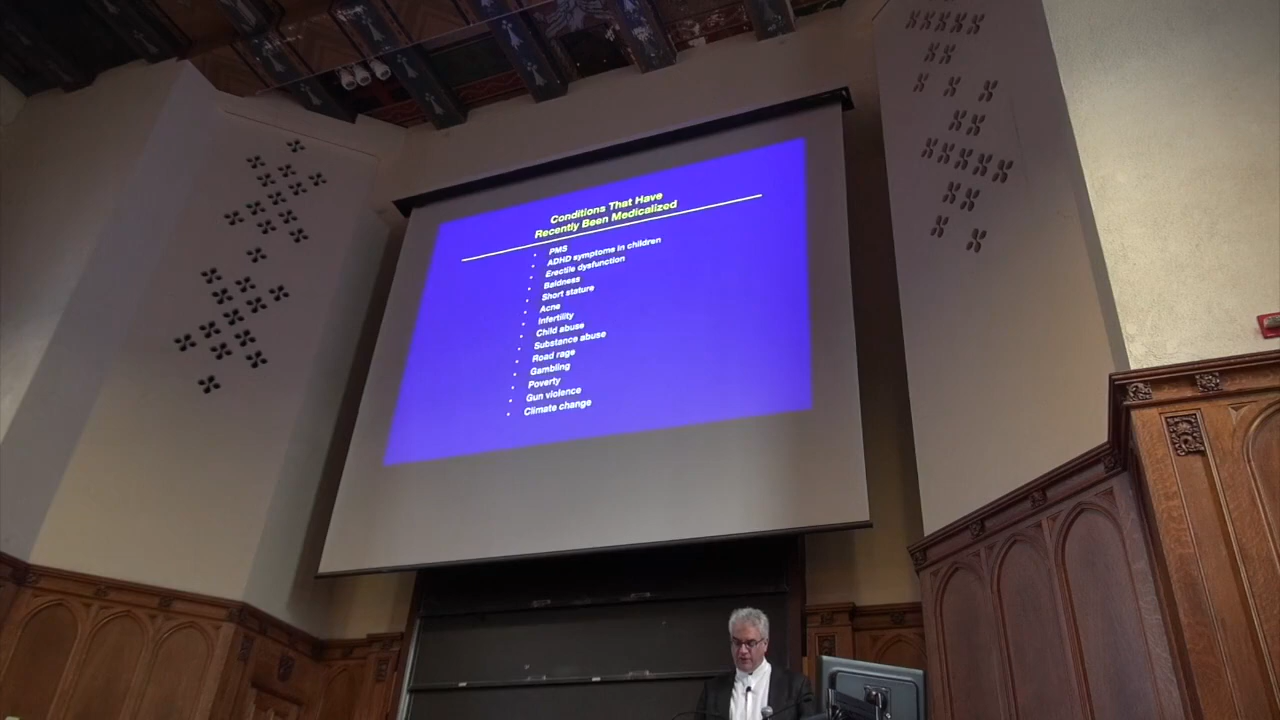 Conditions That Have
Recently Been Medicalized
• PMS
• ADHD symptoms in children
• Erectile dysfunction
• Baldness
• Short stature
• Acne
• Infertility
• Child abuse
• Substance abuse
• Road rage
• Gambling
• Poverty
• Gun violence
• Climate change